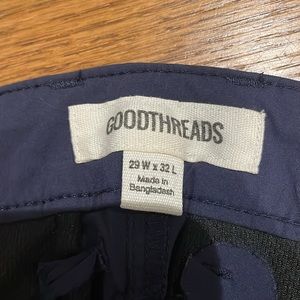 GOODTHREADS
29 W x 32 L
Made in
Bangladesh